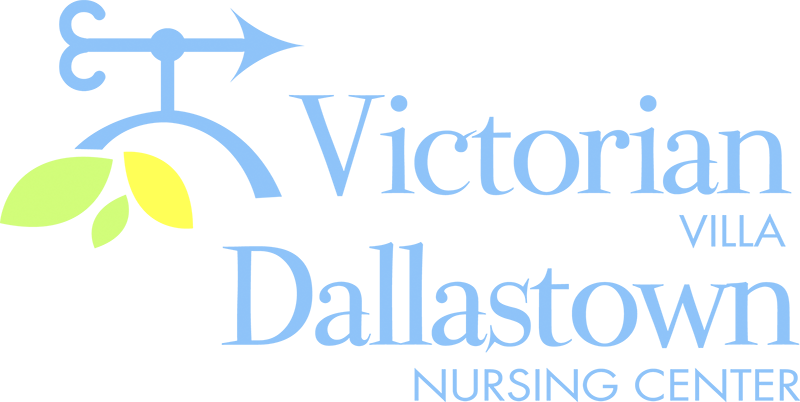 Victorian
VILLA
Dallastown
NURSING CENTER